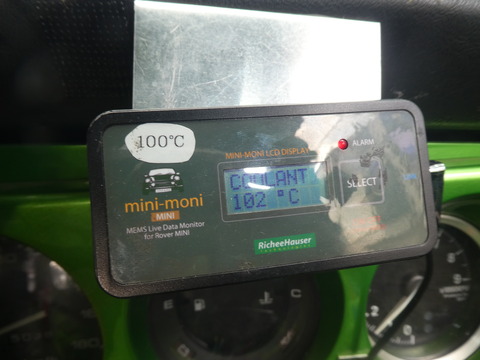 100℃
MINI-MONI LCD DISPLAY
ALARM
COOLANT
102 °C
SELECT
mini-moni
MINI
MEMS Live Data Monitor
for Rover MINI
RicheeHauser
E
F
C